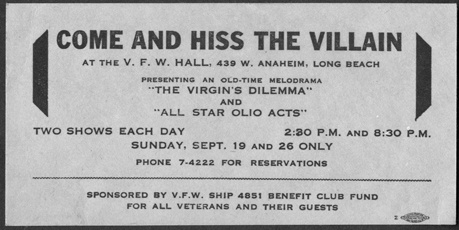 COME AND HISS THE VILLAIN
AT THE V. F. W. HALL, 439 W. ANAHEIM, LONG BEACH
PRESENTING AN OLD-TIME MELODRAMA
"THE VIRGIN'S DILEMMA"
AND
"ALL STAR OLIO ACTS"
TWO SHOWS EACH DAY 2:30 P.M. AND 8:30 P.M.
SUNDAY, SEPT. 19 AND 26 ONLY
PHONE 7-4222 FOR RESERVATIONS
SPONSORED BY V.F.W. SHIP 4851 BENEFIT CLUB FUND
FOR ALL VETERANS AND THEIR GUESTS